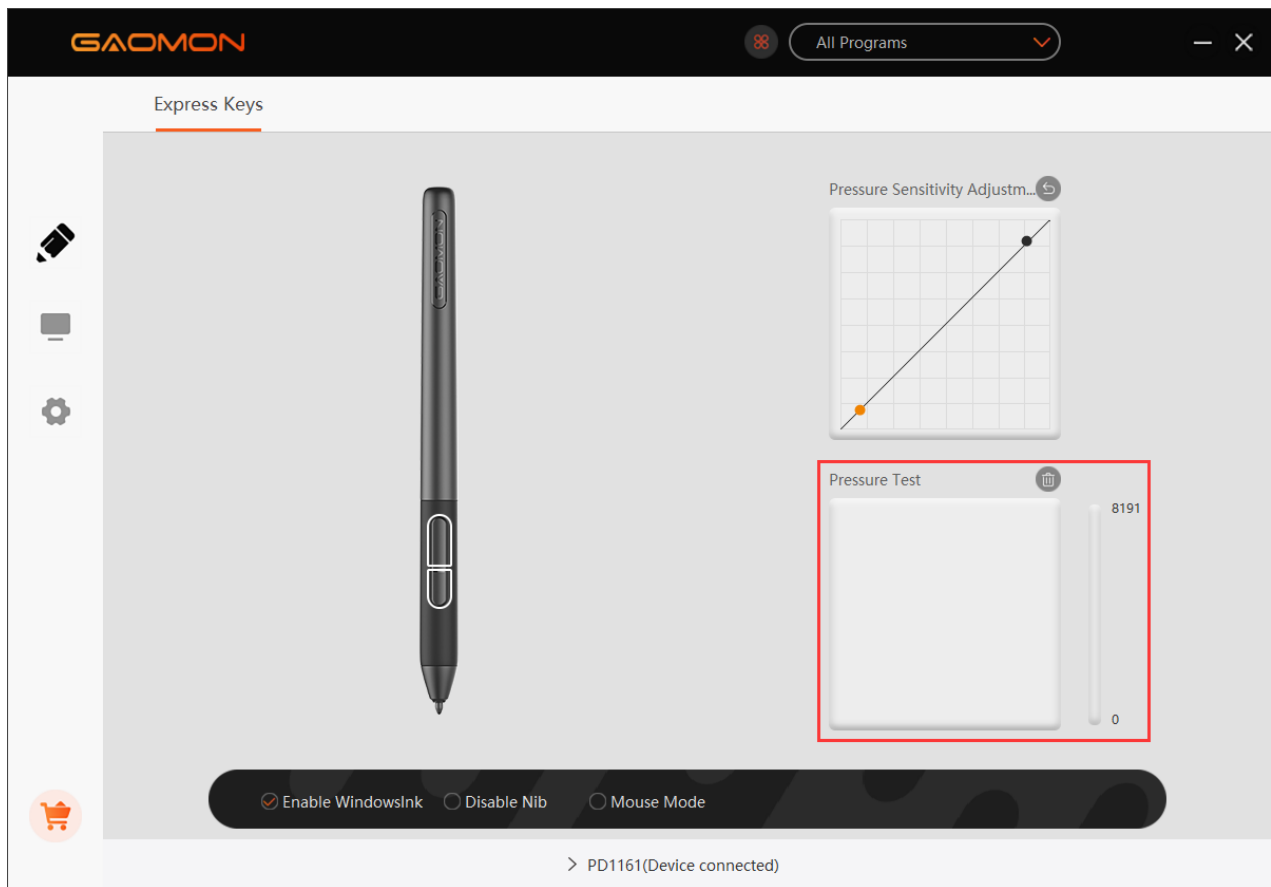 GAOMON
All Programs
Express Keys
Pressure Sensitivity Adjustm...
GAOMON
Pressure Test
8191
0
Enable WindowsInk
Disable Nib
Mouse Mode
PD1161(Device connected)